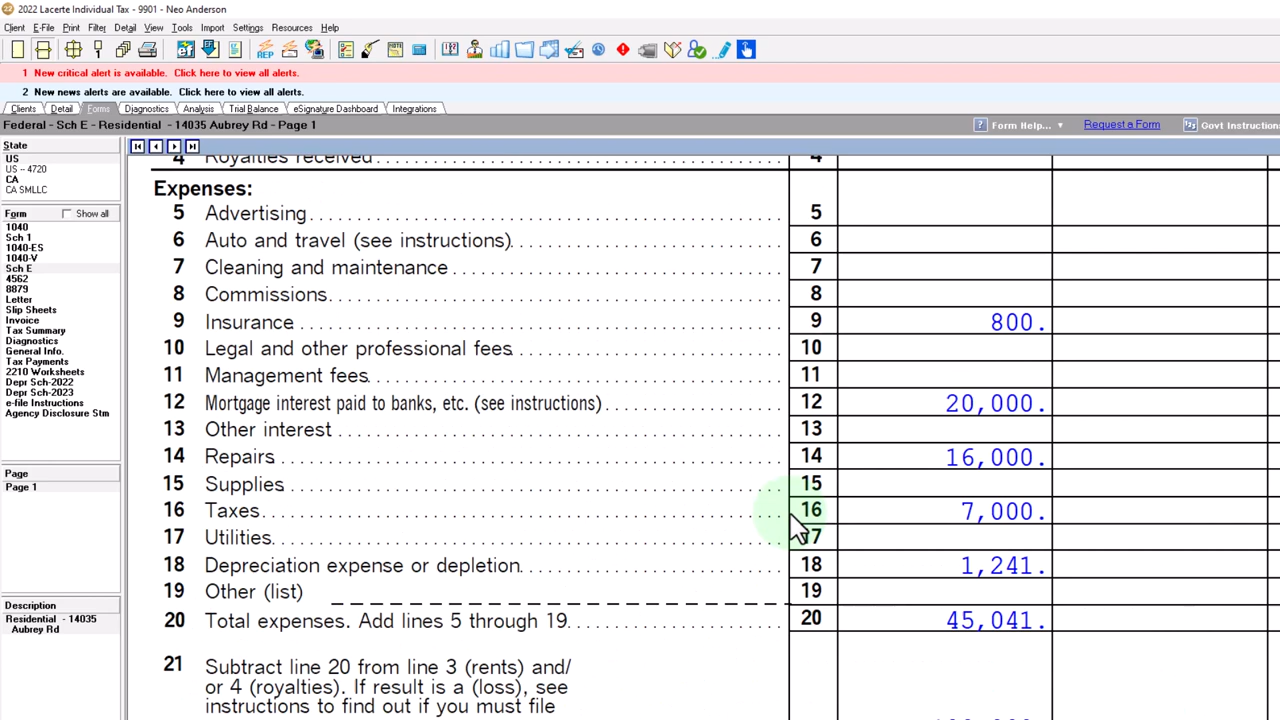 2022 Lacerte Individual Tax - 9901 - Neo Anderson
Client E-File Print Filter Detail View Tools Import Settings Resources Help
REP
1 New critical alert is available. Click here to view all alerts.
2 New news alerts are available. Click here to view all alerts.
Clients Detail Forms Diagnostics Analysis Trial Balance eSignature Dashboard Integrations
Federal - Sch E - Residential - 14035 Aubrey Rd - Page 1
? Form Help... Request a Form Govt Instruction
State
US
US -- 4720
CA
CA SMLLC
Form Show all
1040
Sch 1
1040-ES
1040-V
Sch E
4562
8879
Letter
Slip Sheets
Invoice
Tax Summary
Diagnostics
General Info.
Tax Payments
2210 Worksheets
Depr Sch-2022
Depr Sch-2023
e-file Instructions
Agency Disclosure Stm
Page
Page 1
Description
Residential - 14035
Aubrey Rd
4 Royalties received 4
Expenses:
5 Advertising 5
6 Auto and travel (see instructions) 6
7 Cleaning and maintenance 7
8 Commissions 8
9 Insurance 9 800.
10 Legal and other professional fees 10
11 Management fees 11
12 Mortgage interest paid to banks, etc. (see instructions) 12 20,000.
13 Other interest 13
14 Repairs 14 16,000.
15 Supplies 15
16 Taxes 16 7,000.
17 Utilities 17
18 Depreciation expense or depletion 18 1,241.
19 Other (list) 19
20 Total expenses. Add lines 5 through 19 20 45,041.
21 Subtract line 20 from line 3 (rents) and/
or 4 (royalties). If result is a (loss), see
instructions to find out if you must file